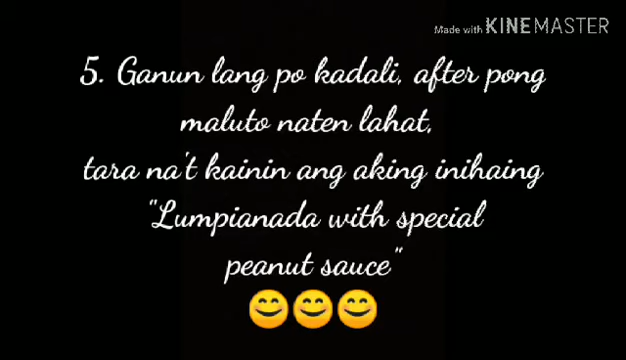 Made with KINEMASTER
5. Ganun lang po kadali, after pong
maluto naten lahat,
tara na't kainin ang aking inihaing
"Lumpianada with special
peanut sauce"
😊😊😊